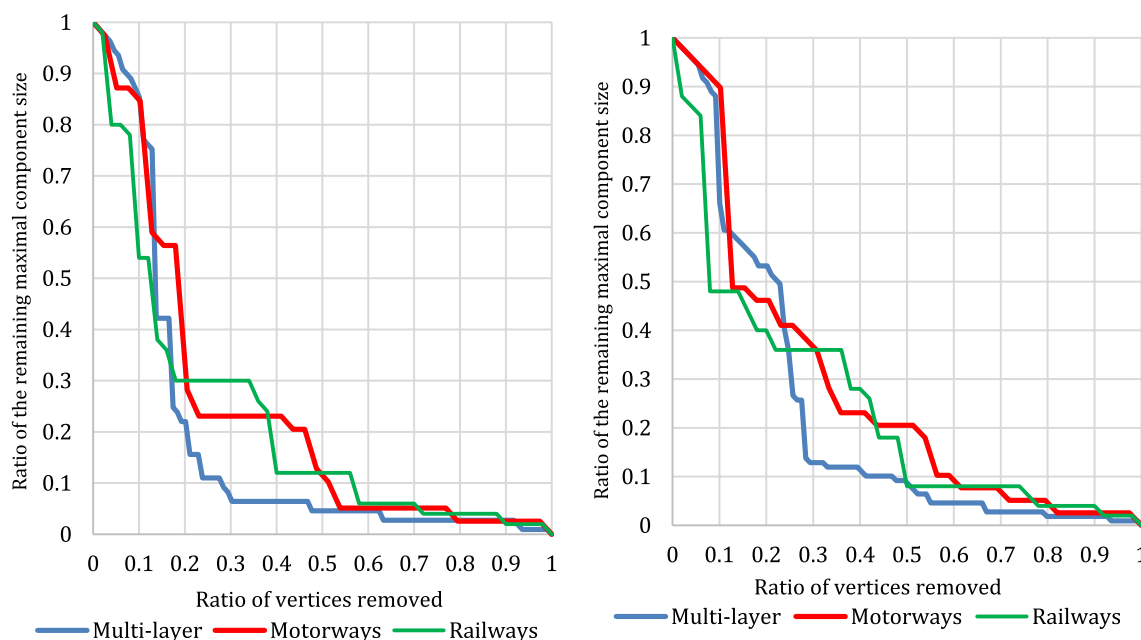 Ratio of the remaining maximal component size
1
0.9
0.8
0.7
0.6
0.5
0.4
0.3
0.2
0.1
0
0 0.1 0.2 0.3 0.4 0.5 0.6 0.7 0.8 0.9 1
Ratio of vertices removed
Multi-layer Motorways Railways
Ratio of the remaining maximal component size
1
0.9
0.8
0.7
0.6
0.5
0.4
0.3
0.2
0.1
0
0 0.1 0.2 0.3 0.4 0.5 0.6 0.7 0.8 0.9 1
Ratio of vertices removed
Multi-layer Motorways Railways